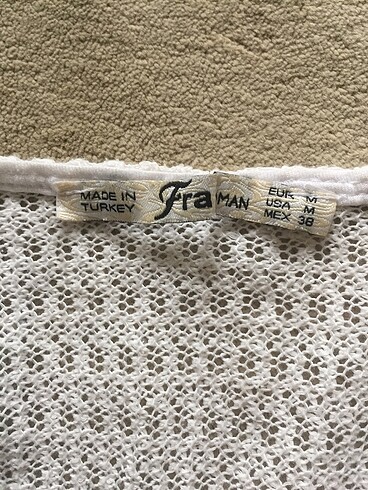 MADE IN
TURKEY
Fra MAN
EUR M
USA M
MEX 38